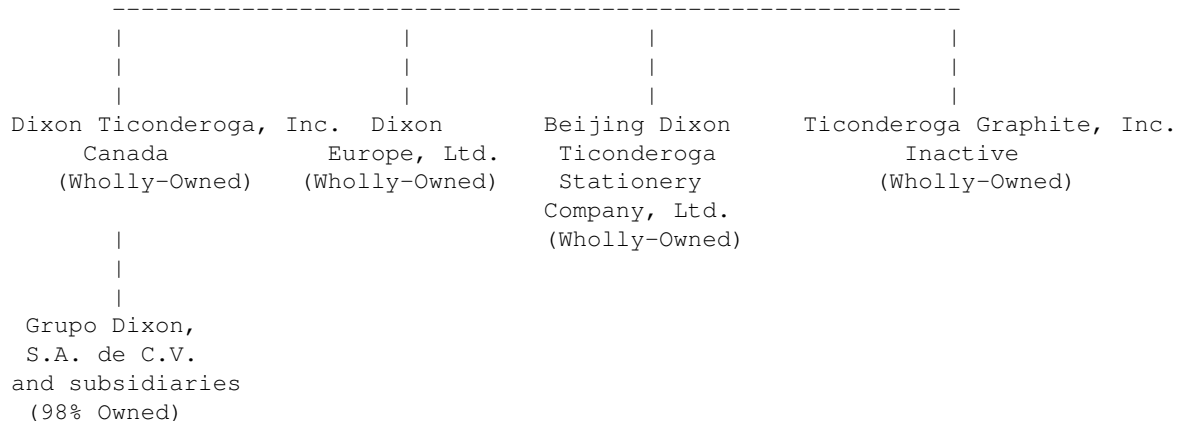 -----------------------------------------------------------
| | | |
| | | |
| | | |
Dixon Ticonderoga, Inc. Dixon Beijing Dixon Ticonderoga Graphite, Inc.
Canada Europe, Ltd. Ticonderoga Inactive
(Wholly-Owned) (Wholly-Owned) Stationery (Wholly-Owned)
Company, Ltd.
| (Wholly-Owned)
|
|
Grupo Dixon,
S.A. de C.V.
and subsidiaries
(98% Owned)